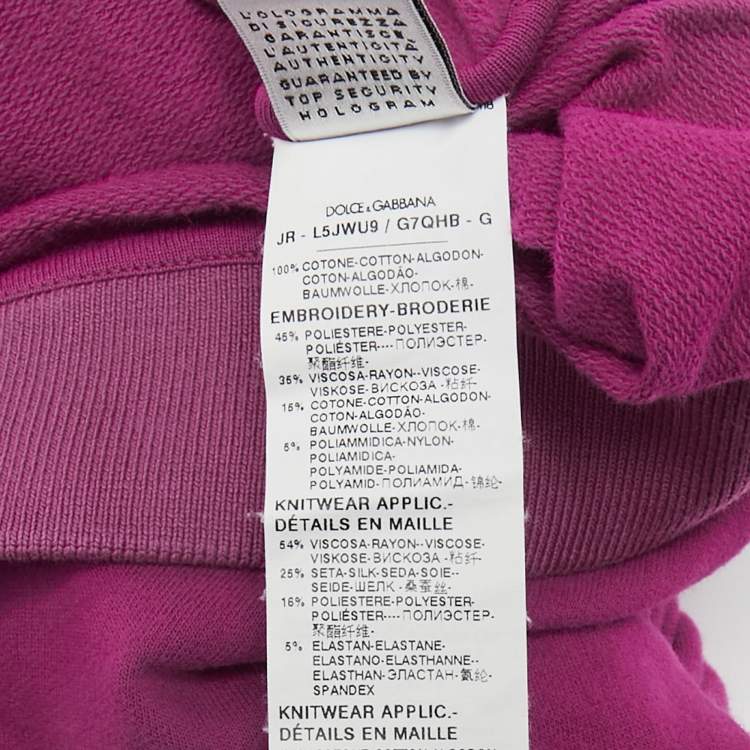 L'OLOGRAMMA
DI SICUREZZA
GARANTISCE
L'AUTENTICITÀ
AUTHENTICITY
GUARANTEED BY
TOP SECURITY
HOLOGRAM
DOLCE&GABBANA
JR - L5JWU9 / G7QHB - G
100% COTONE-COTTON-ALGODON-
COTON-ALGODÃO-
BAUMWOLLE-ХЛОПОК-棉-
EMBROIDERY-BRODERIE
45% POLIESTERE-POLYESTER-
POLIÉSTER----ПОЛИЭСТЕР-
聚酯纤维-
35% VISCOSA-RAYON--VISCOSE-
VISKOSE-ВИСКОЗА -粘纤-
15% COTONE-COTTON-ALGODON-
COTON-ALGODÃO-
BAUMWOLLE-ХЛОПОК-棉-
5% POLIAMMIDICA-NYLON-
POLIAMIDICA-
POLYAMIDE-POLIAMIDA-
POLYAMID-ПОЛИАМИД-锦纶-
KNITWEAR APPLIC.-
DÉTAILS EN MAILLE
54% VISCOSA-RAYON--VISCOSE-
VISKOSE-ВИСКОЗА -粘纤-
25% SETA-SILK-SEDA-SOIE--
SEIDE-ШЕЛК -桑蚕丝-
16% POLIESTERE-POLYESTER-
POLIÉSTER----ПОЛИЭСТЕР-
聚酯纤维-
5% ELASTAN-ELASTANE-
ELASTANO-ELASTHANNE--
ELASTHAN-ЭЛАСТАН-氨纶-
SPANDEX
KNITWEAR APPLIC.-
DÉTAILS EN MAILLE